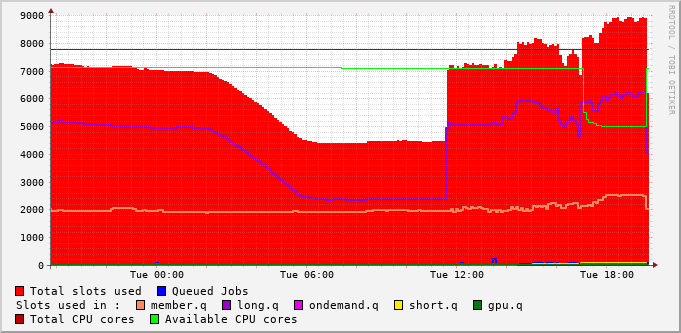 9000
8000
7000
6000
5000
4000
3000
2000
1000
0
Tue 00:00 Tue 06:00 Tue 12:00 Tue 18:00
RRDTOOL / TOBI OETIKER
Total slots used Queued Jobs
Slots used in : member.q long.q ondemand.q short.q gpu.q
Total CPU cores Available CPU cores